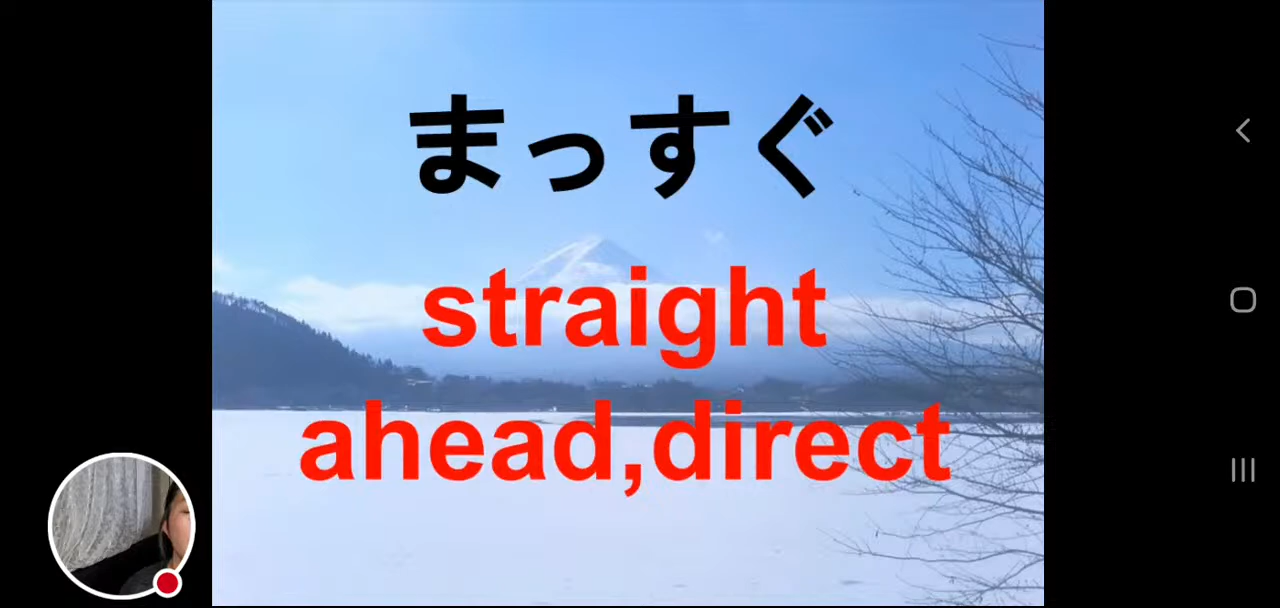 まっすぐ
straight
ahead,direct